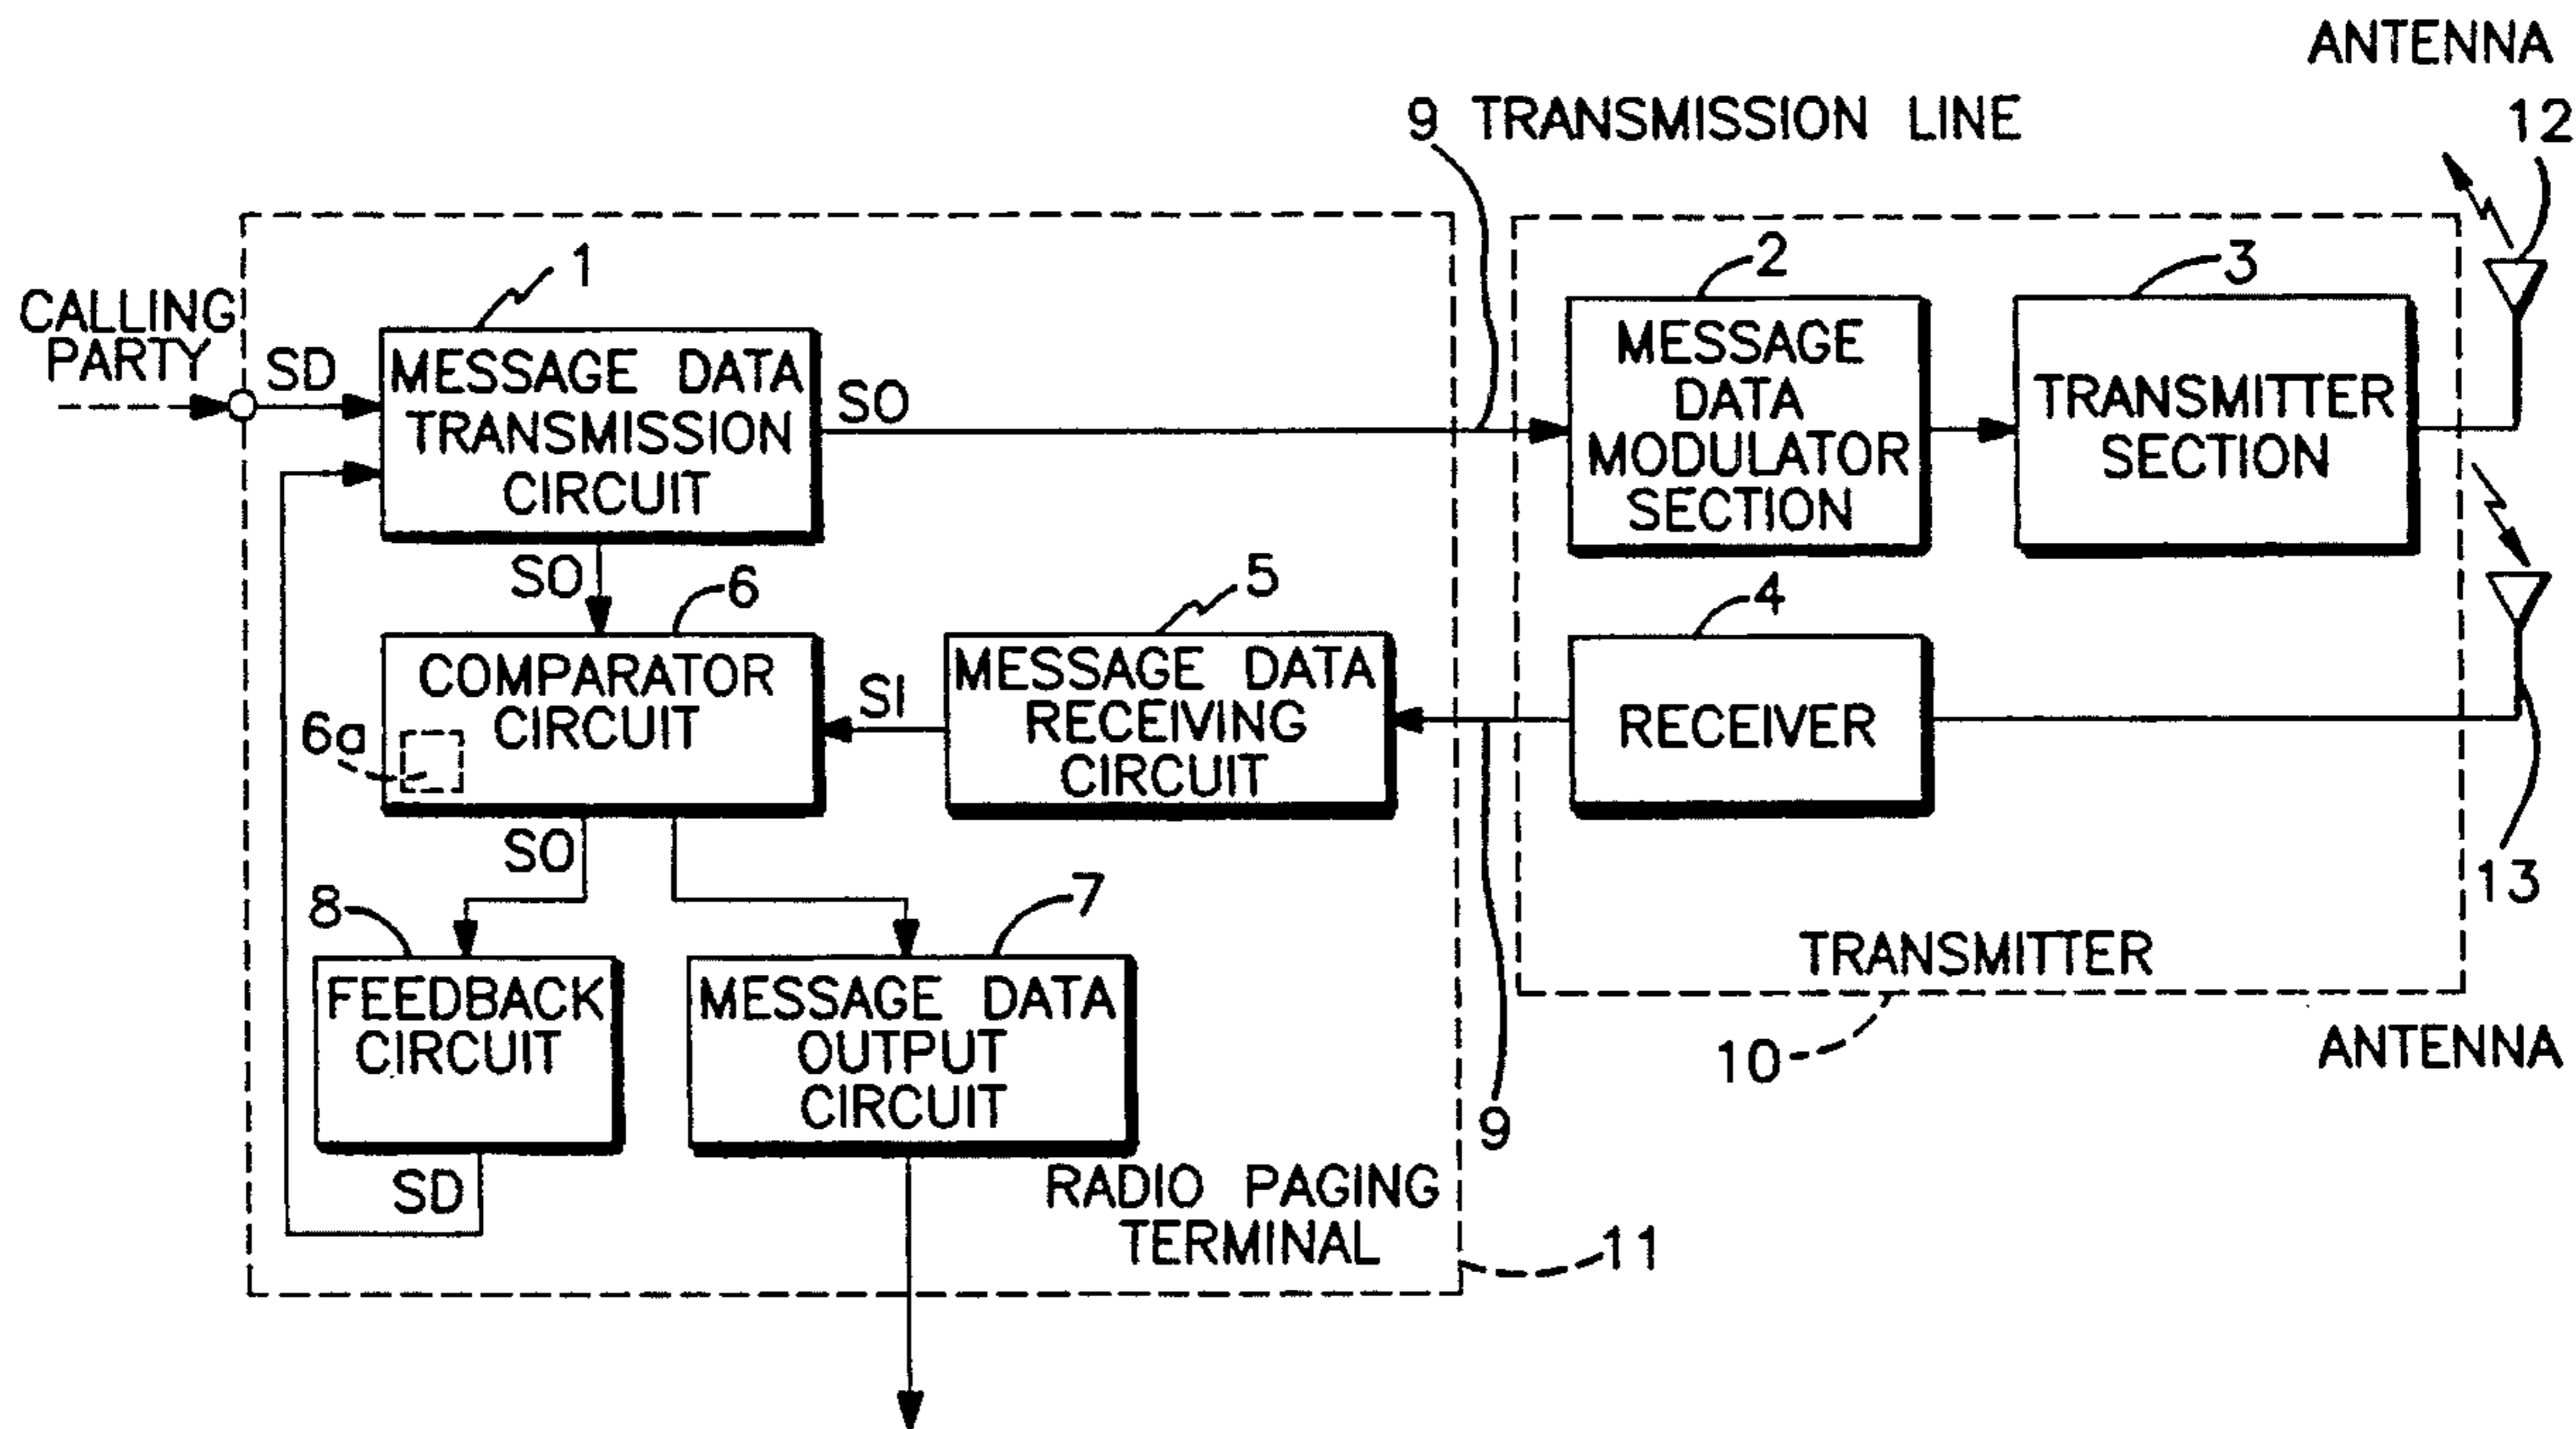 ANTENNA
12
9 TRANSMISSION LINE
CALLING
PARTY
SD
1
MESSAGE DATA
TRANSMISSION
CIRCUIT
SO
2
MESSAGE
DATA
MODULATOR
SECTION
3
TRANSMITTER
SECTION
SO
6
COMPARATOR
CIRCUIT
6a
SI
5
MESSAGE DATA
RECEIVING
CIRCUIT
4
RECEIVER
13
SO
8
FEEDBACK
CIRCUIT
SD
7
MESSAGE DATA
OUTPUT
CIRCUIT
9
TRANSMITTER
10
ANTENNA
RADIO PAGING
TERMINAL
11